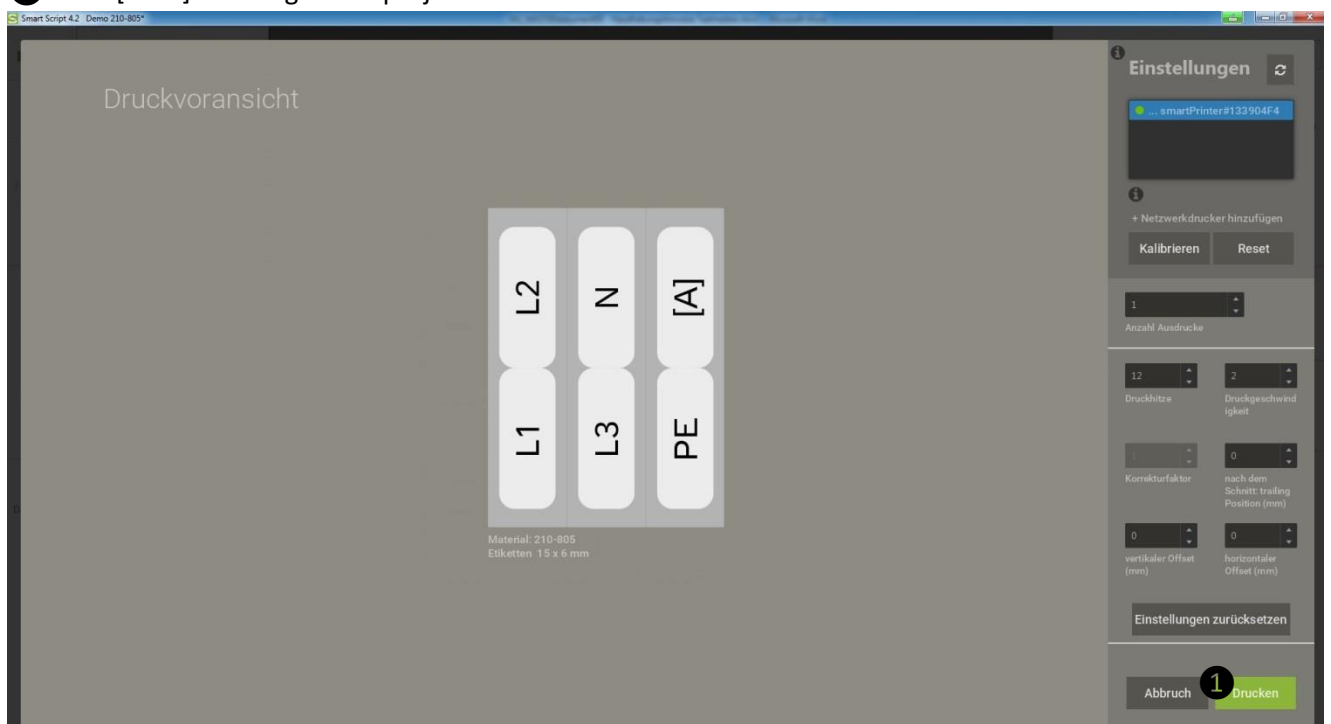 Smart Script 4.2 Demo 210-805*
Druckvoransicht
L2
N
[A]
L1
L3
PE
Material: 210-805
Etiketten 15 x 6 mm
Einstellungen
... smartPrinter#133904F4
+ Netzwerkdrucker hinzufügen
Kalibrieren
Reset
1
Anzahl Ausdrucke
12
2
Druckhitze
Druckgeschwind
igkeit
0
Korrekturfaktor
nach dem
Schnitt: trailing
Position (mm)
0
0
vertikaler Offset
(mm)
horizontaler
Offset (mm)
Einstellungen zurücksetzen
Abbruch
1
Drucken